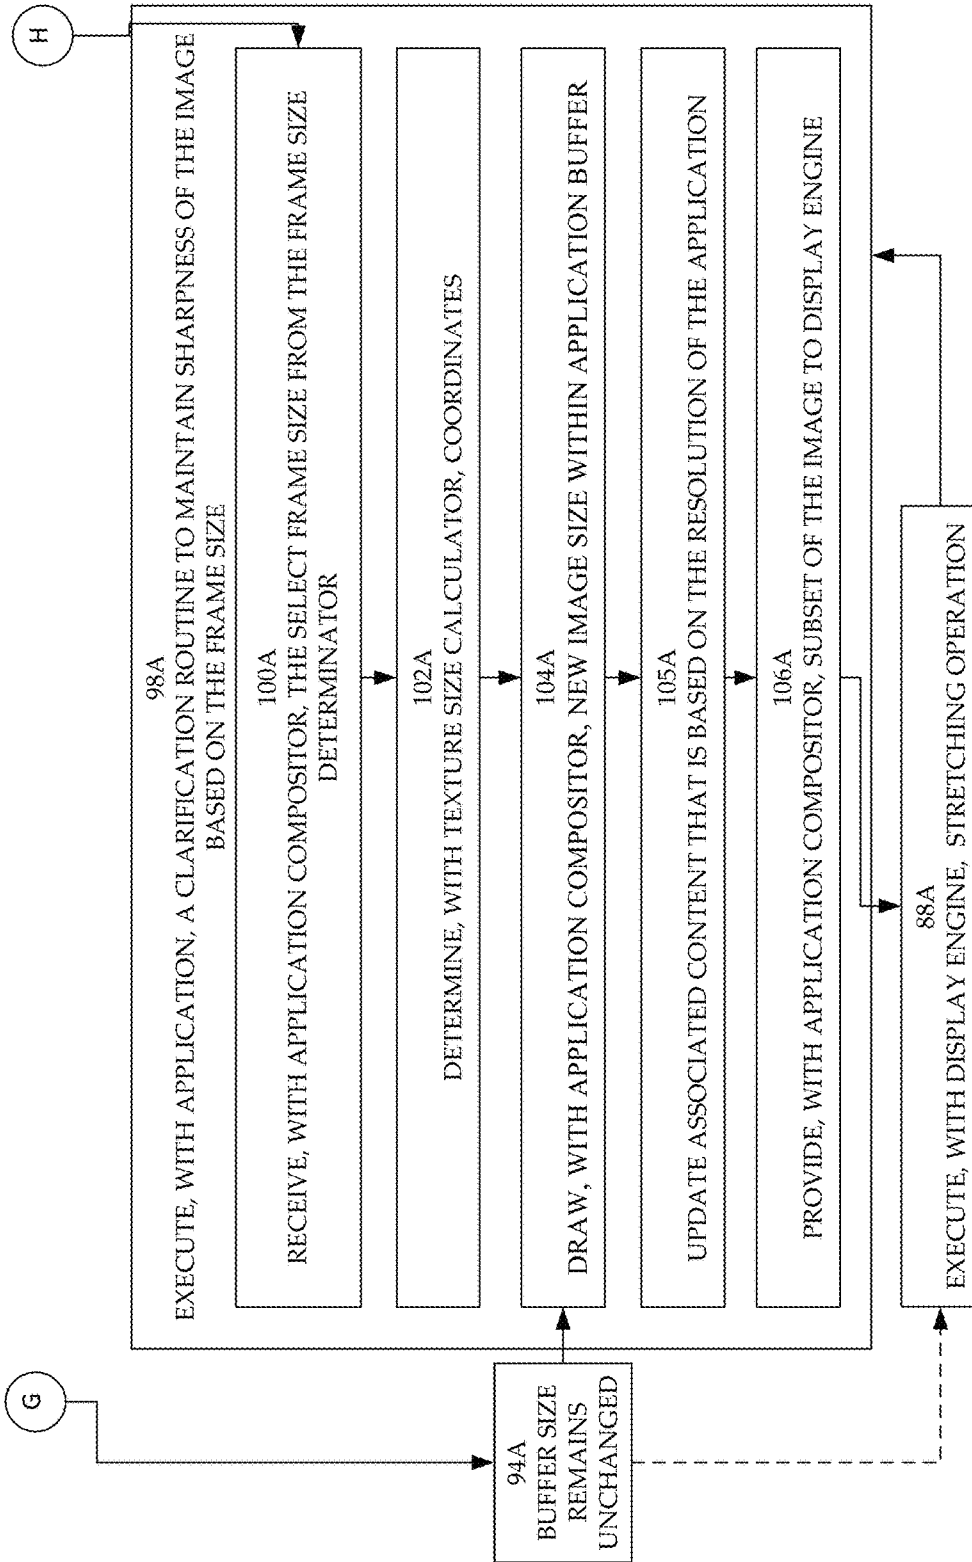 H
98A
EXECUTE, WITH APPLICATION, A CLARIFICATION ROUTINE TO MAINTAIN SHARPNESS OF THE IMAGE
BASED ON THE FRAME SIZE
100A
RECEIVE, WITH APPLICATION COMPOSITOR, THE SELECT FRAME SIZE FROM THE FRAME SIZE
DETERMINATOR
102A
DETERMINE, WITH TEXTURE SIZE CALCULATOR, COORDINATES
G
94A
BUFFER SIZE
REMAINS
UNCHANGED
104A
DRAW, WITH APPLICATION COMPOSITOR, NEW IMAGE SIZE WITHIN APPLICATION BUFFER
105A
UPDATE ASSOCIATED CONTENT THAT IS BASED ON THE RESOLUTION OF THE APPLICATION
106A
PROVIDE, WITH APPLICATION COMPOSITOR, SUBSET OF THE IMAGE TO DISPLAY ENGINE
88A
EXECUTE, WITH DISPLAY ENGINE, STRETCHING OPERATION